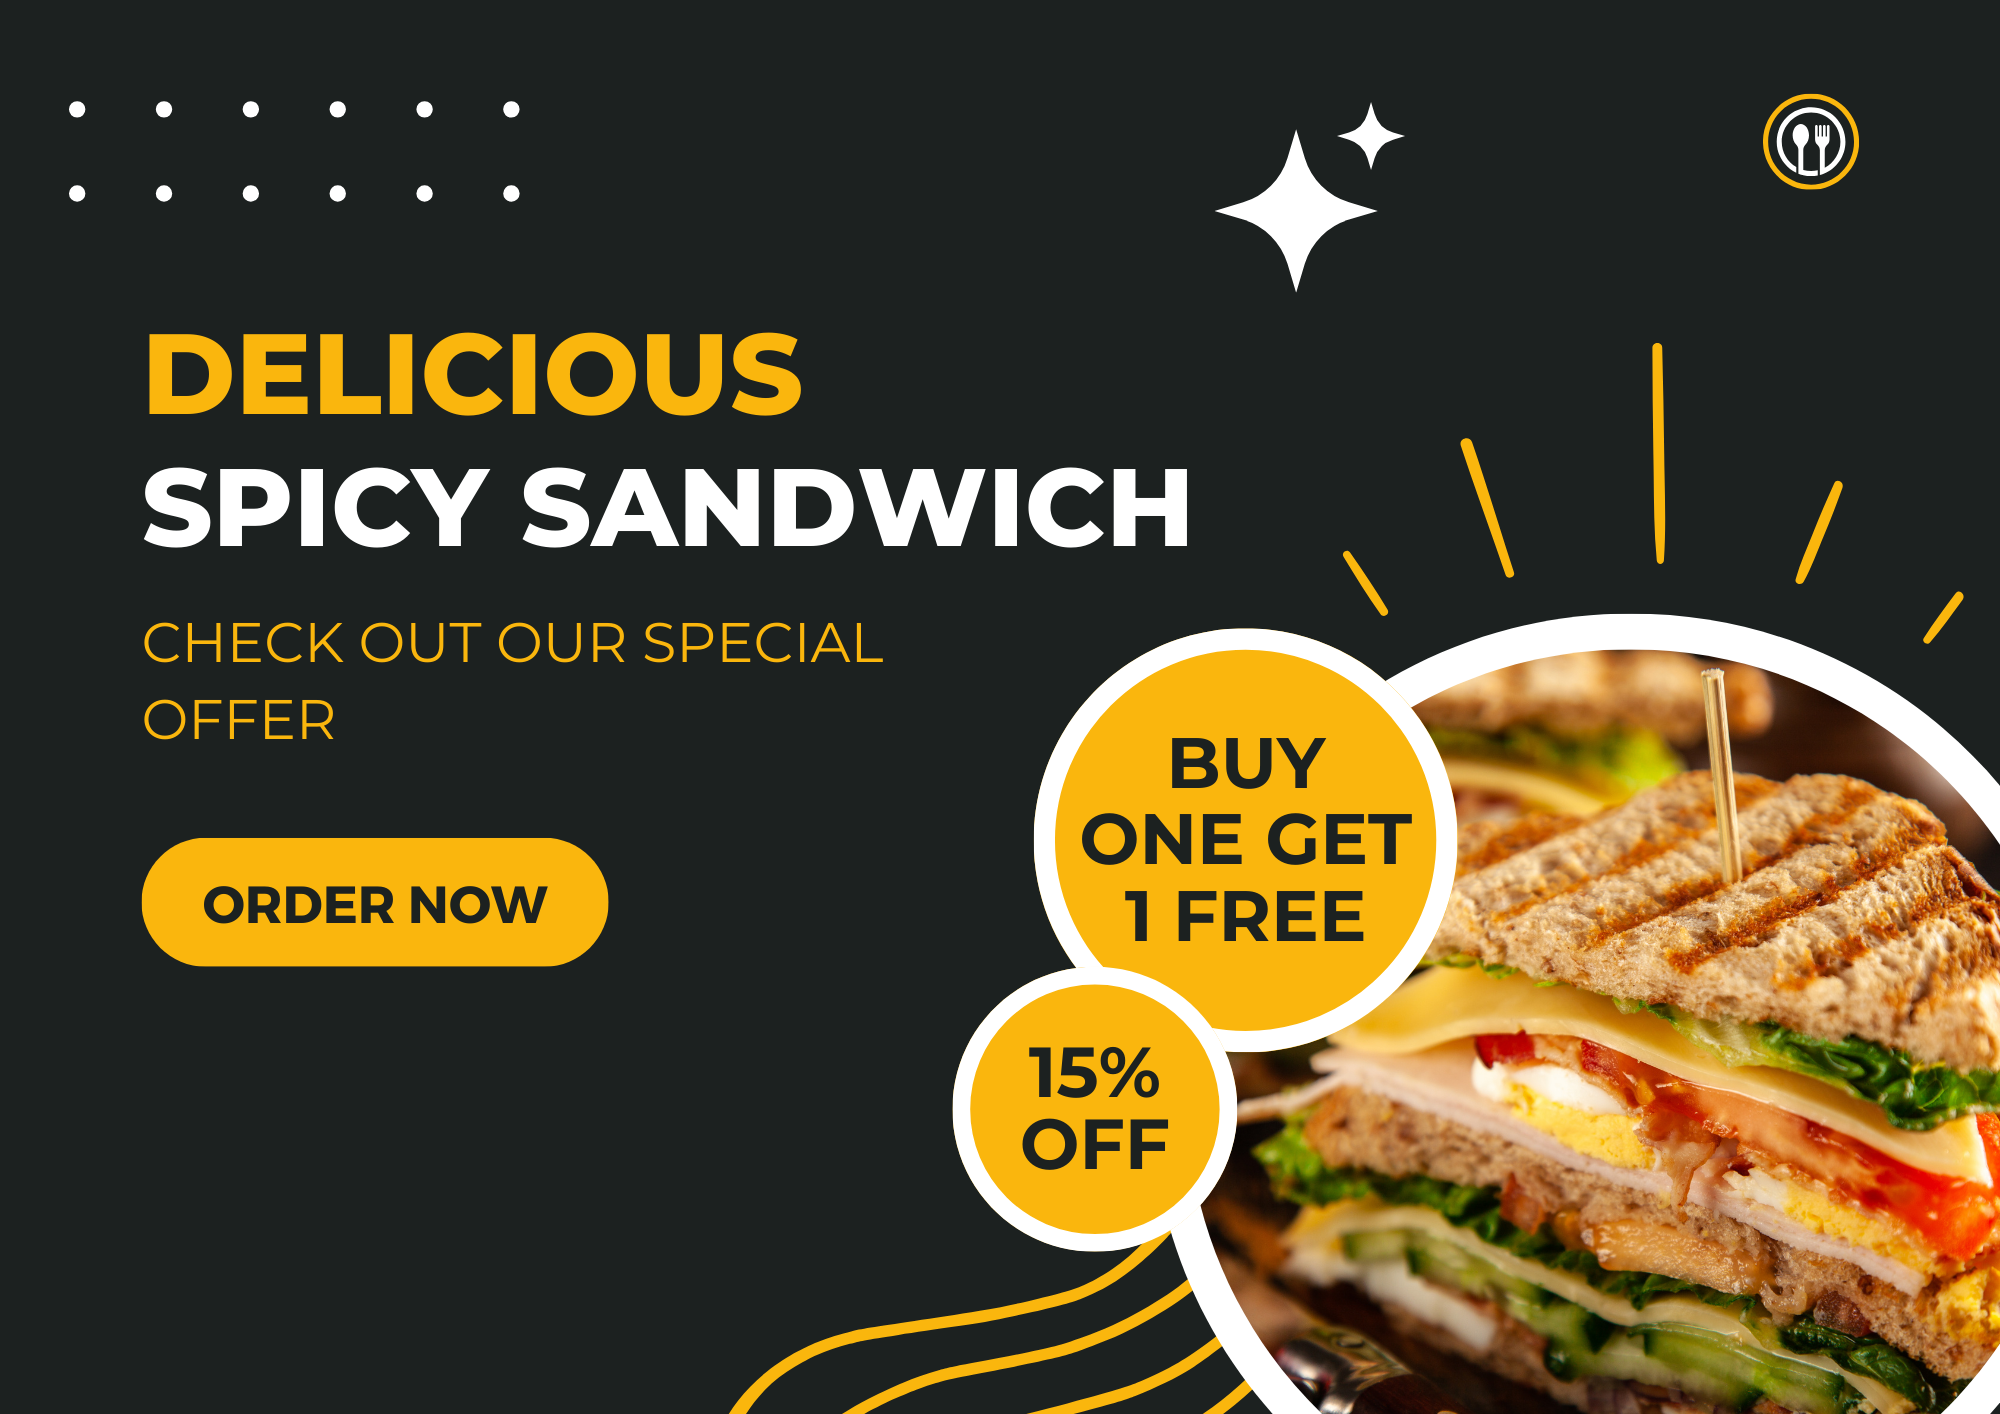 DELICIOUS
SPICY SANDWICH
CHECK OUT OUR SPECIAL
OFFER
ORDER NOW
BUY
ONE GET
1 FREE
15%
OFF